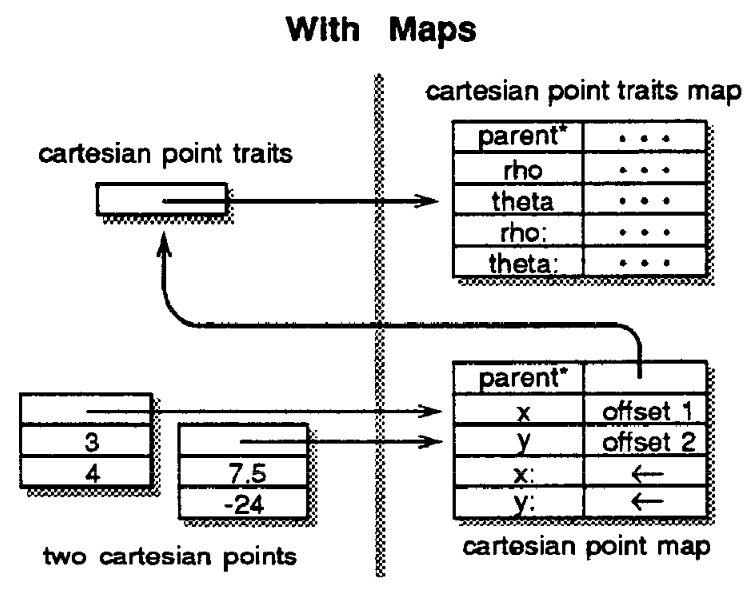 With Maps
cartesian point traits map
cartesian point traits
parent* . . .
rho . . .
theta . . .
rho: . . .
theta: . . .
parent*
x offset 1
y offset 2
x: ←
y: ←
3
4
7.5
-24
two cartesian points
cartesian point map